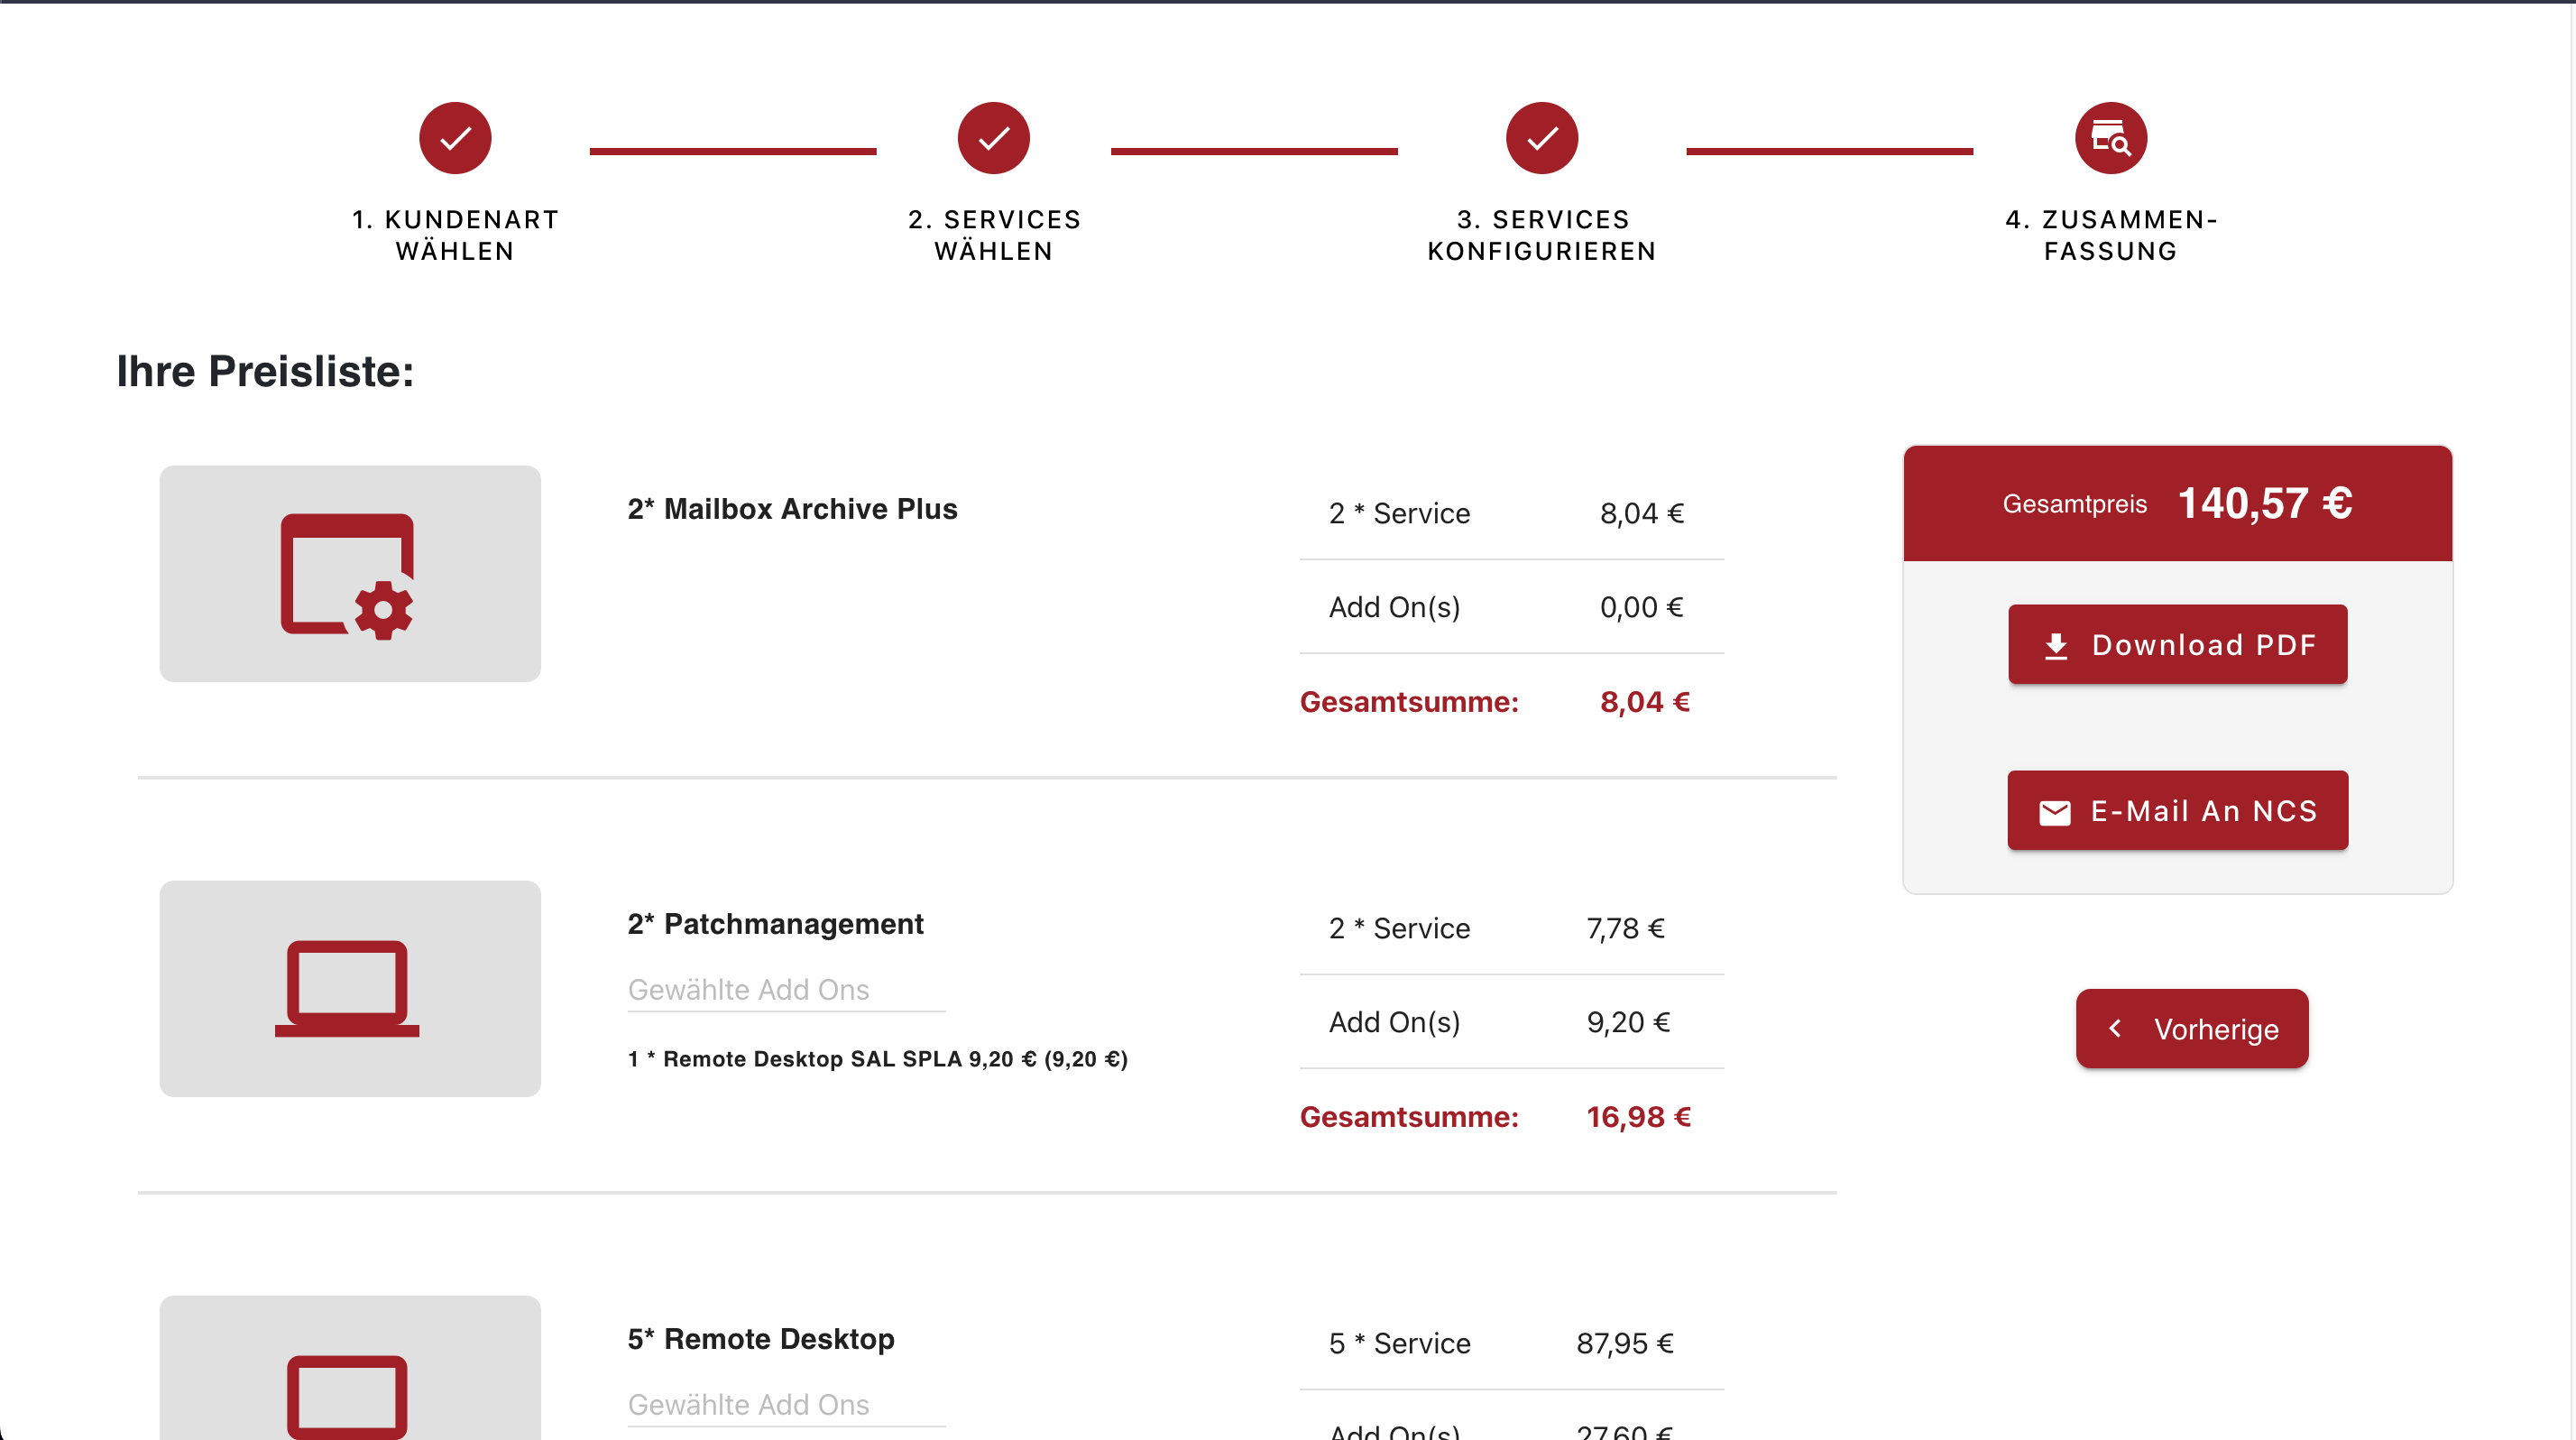 1. KUNDENART
WÄHLEN
2. SERVICES
WÄHLEN
3. SERVICES
KONFIGURIEREN
4. ZUSAMMEN-
FASSUNG
Ihre Preisliste:
2* Mailbox Archive Plus
2 * Service 8,04 €
Add On(s) 0,00 €
Gesamtsumme: 8,04 €
2* Patchmanagement
Gewählte Add Ons
1 * Remote Desktop SAL SPLA 9,20 € (9,20 €)
2 * Service 7,78 €
Add On(s) 9,20 €
Gesamtsumme: 16,98 €
5* Remote Desktop
Gewählte Add Ons
5 * Service 87,95 €
Add On(s) 27,60 €
Gesamtpreis 140,57 €
Download PDF
E-Mail An NCS
Vorherige